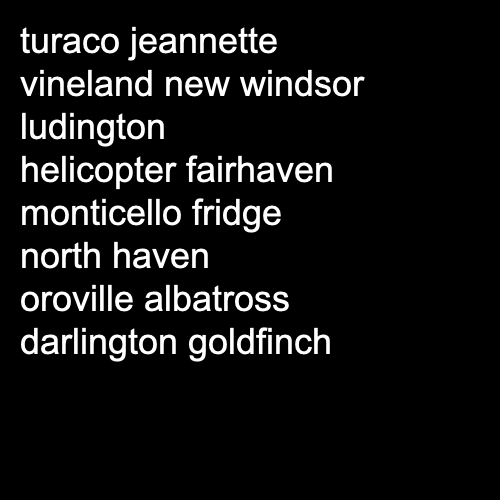 turaco jeannette
vineland new windsor
ludington
helicopter fairhaven
monticello fridge
north haven
oroville albatross
darlington goldfinch